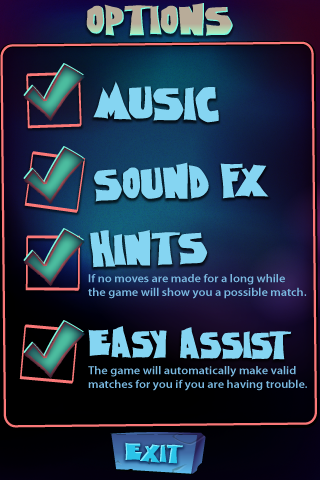 OPTIONS
MUSIC
SOUND FX
HINTS
If no moves are made for a long while
the game will show you a possible match.
EASY ASSIST
The game will automatically make valid
matches for you if you are having trouble.
EXIT